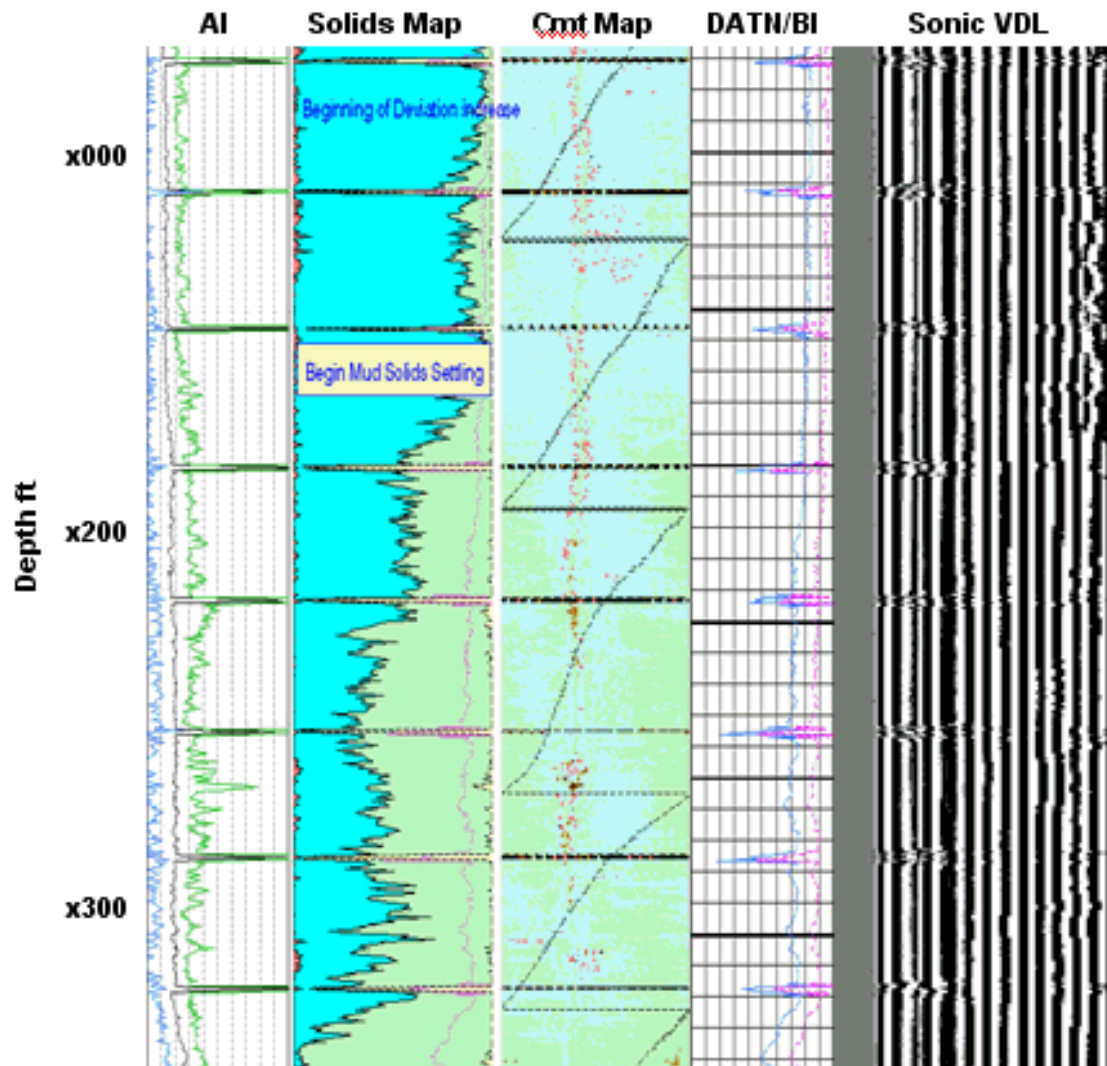 AI Solids Map Cmt Map DATN/BI Sonic VDL
Beginning of Deviation Increase
x000
Begin Mud Solids Settling
Depth ft
x200
x300